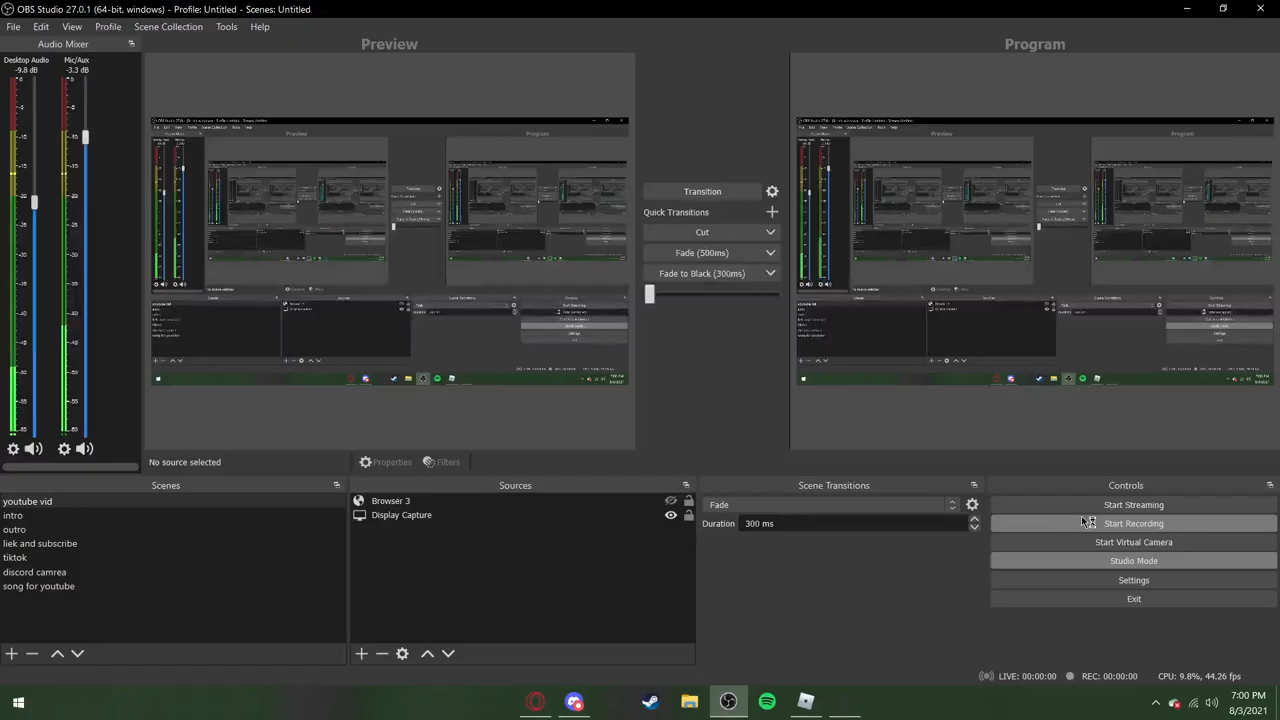 OBS Studio 27.0.1 (64-bit, windows) - Profile: Untitled - Scenes: Untitled
File Edit View Profile Scene Collection Tools Help
Audio Mixer
Preview
Program
Desktop Audio
-9.8 dB
Mic/Aux
-3.3 dB
Transition
Quick Transitions
Cut
Fade (500ms)
Fade to Black (300ms)
No source selected
Properties
Filters
Scenes
youtube vid
intro
outro
liek and subscribe
tiktok
discord camrea
song for youtube
Sources
Browser 3
Display Capture
Scene Transitions
Fade
Duration 300 ms
Controls
Start Streaming
Start Recording
Start Virtual Camera
Studio Mode
Settings
Exit
LIVE: 00:00:00
REC: 00:00:00
CPU: 9.8%, 44.26 fps
7:00 PM
8/3/2021